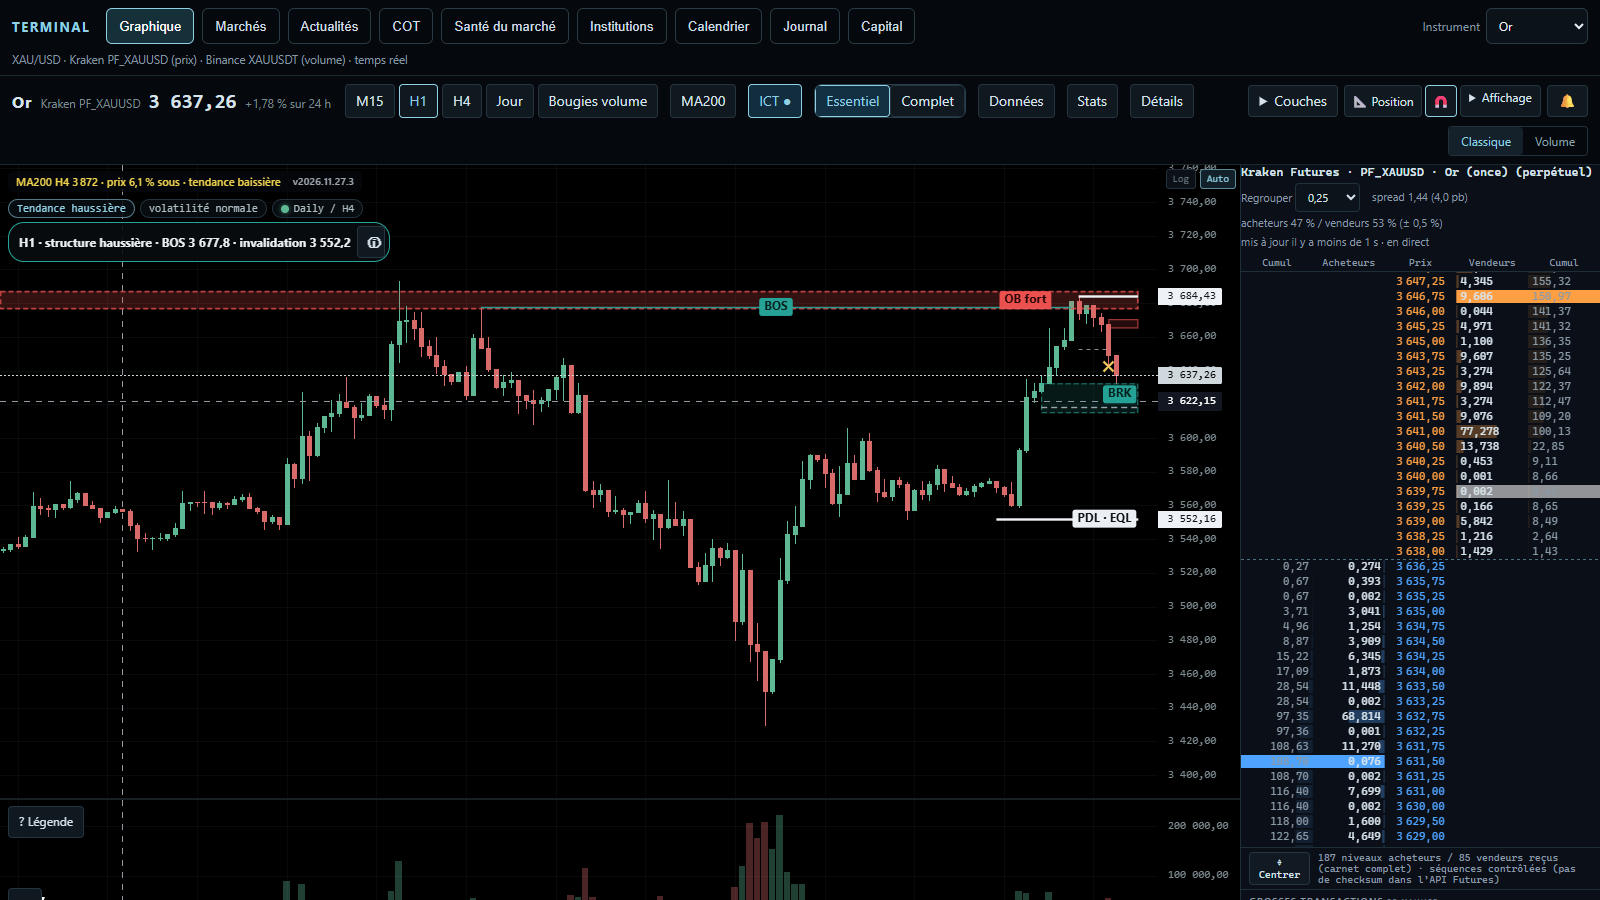 TERMINAL Graphique Marchés Actualités COT Santé du marché Institutions Calendrier Journal Capital Instrument Or
XAU/USD · Kraken PF_XAUUSD (prix) · Binance XAUUSDT (volume) · temps réel
Or Kraken PF_XAUUSD 3 637,26 +1,78 % sur 24 h M15 H1 H4 Jour Bougies volume MA200 ICT ● Essentiel Complet Données Stats Détails ▶ Couches Position ▶ Affichage
Classique Volume
MA200 H4 3 872 · prix 6,1 % sous · tendance baissière v2026.11.27.3
Tendance haussière volatilité normale Daily / H4
H1 · structure haussière · BOS 3 677,8 · invalidation 3 552,2
BOS
OB fort
BRK
PDL · EQL
Log Auto
3 740,00
3 720,00
3 700,00
3 684,43
3 660,00
3 637,26
3 622,15
3 600,00
3 580,00
3 560,00
3 552,16
3 540,00
3 520,00
3 500,00
3 480,00
3 460,00
3 440,00
3 420,00
3 400,00
200 000,00
100 000,00
? Légende
Kraken Futures · PF_XAUUSD · Or (once) (perpétuel)
Regrouper 0,25 spread 1,44 (4,0 pb)
acheteurs 47 % / vendeurs 53 % (± 0,5 %)
mis à jour il y a moins de 1 s · en direct
Cumul Acheteurs Prix Vendeurs Cumul
3 647,25 4,345 155,32
3 646,75 9,606 150,97
3 646,00 0,044 141,37
3 645,25 4,971 141,32
3 645,00 1,100 136,35
3 643,75 9,607 135,25
3 643,25 3,274 125,64
3 642,00 9,894 122,37
3 641,75 3,274 112,47
3 641,50 9,076 109,20
3 641,00 77,278 100,13
3 640,50 13,738 22,85
3 640,25 0,453 9,11
3 640,00 0,001 8,66
3 639,75 0,002
3 639,25 0,166 8,65
3 639,00 5,842 8,49
3 638,25 1,216 2,64
3 638,00 1,429 1,43
0,27 0,274 3 636,25
0,67 0,393 3 635,75
0,67 0,002 3 635,25
3,71 3,041 3 635,00
4,96 1,254 3 634,75
8,87 3,909 3 634,50
15,22 6,345 3 634,25
17,09 1,873 3 634,00
28,54 11,448 3 633,50
28,54 0,002 3 633,25
97,35 68,814 3 632,75
97,36 0,001 3 632,25
108,63 11,270 3 631,75
0,076 3 631,50
108,70 0,002 3 631,25
116,40 7,699 3 631,00
116,40 0,002 3 630,00
118,00 1,600 3 629,50
122,65 4,649 3 629,00
Centrer
187 niveaux acheteurs / 85 vendeurs reçus
(carnet complet) · séquences contrôlées (pas
de checksum dans l'API Futures)